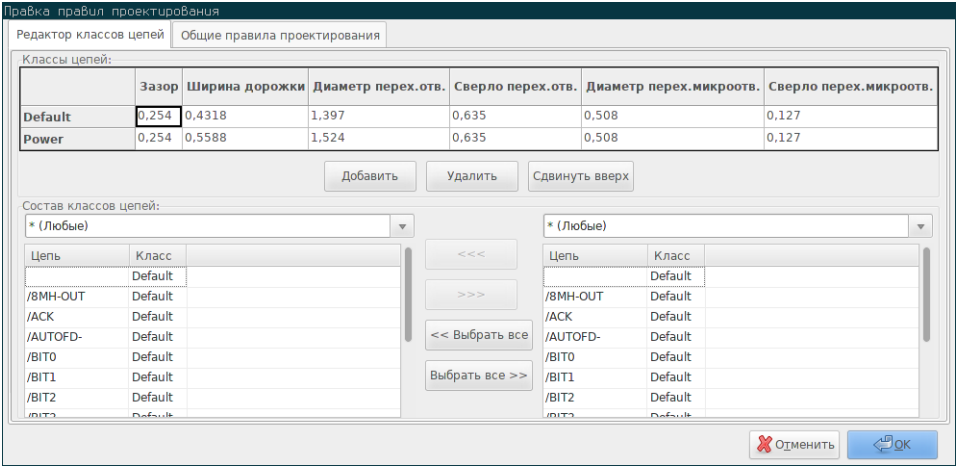 Правка правил проектирования
Редактор классов цепей Общие правила проектирования
Классы цепей:
Зазор Ширина дорожки Диаметр перех.отв. Сверло перех.отв. Диаметр перех.микроотв. Сверло перех.микроотв.
Default 0,254 0,4318 1,397 0,635 0,508 0,127
Power 0,254 0,5588 1,524 0,635 0,508 0,127
Добавить Удалить Сдвинуть вверх
Состав классов цепей:
* (Любые) * (Любые)
Цепь Класс <<< Цепь Класс
Default Default
/8MH-OUT Default >>> /8MH-OUT Default
/ACK Default /ACK Default
/AUTOFD- Default << Выбрать все /AUTOFD- Default
/BIT0 Default /BIT0 Default
/BIT1 Default Выбрать все >> /BIT1 Default
/BIT2 Default /BIT2 Default
/BIT3 Default /BIT3 Default
Отменить OK